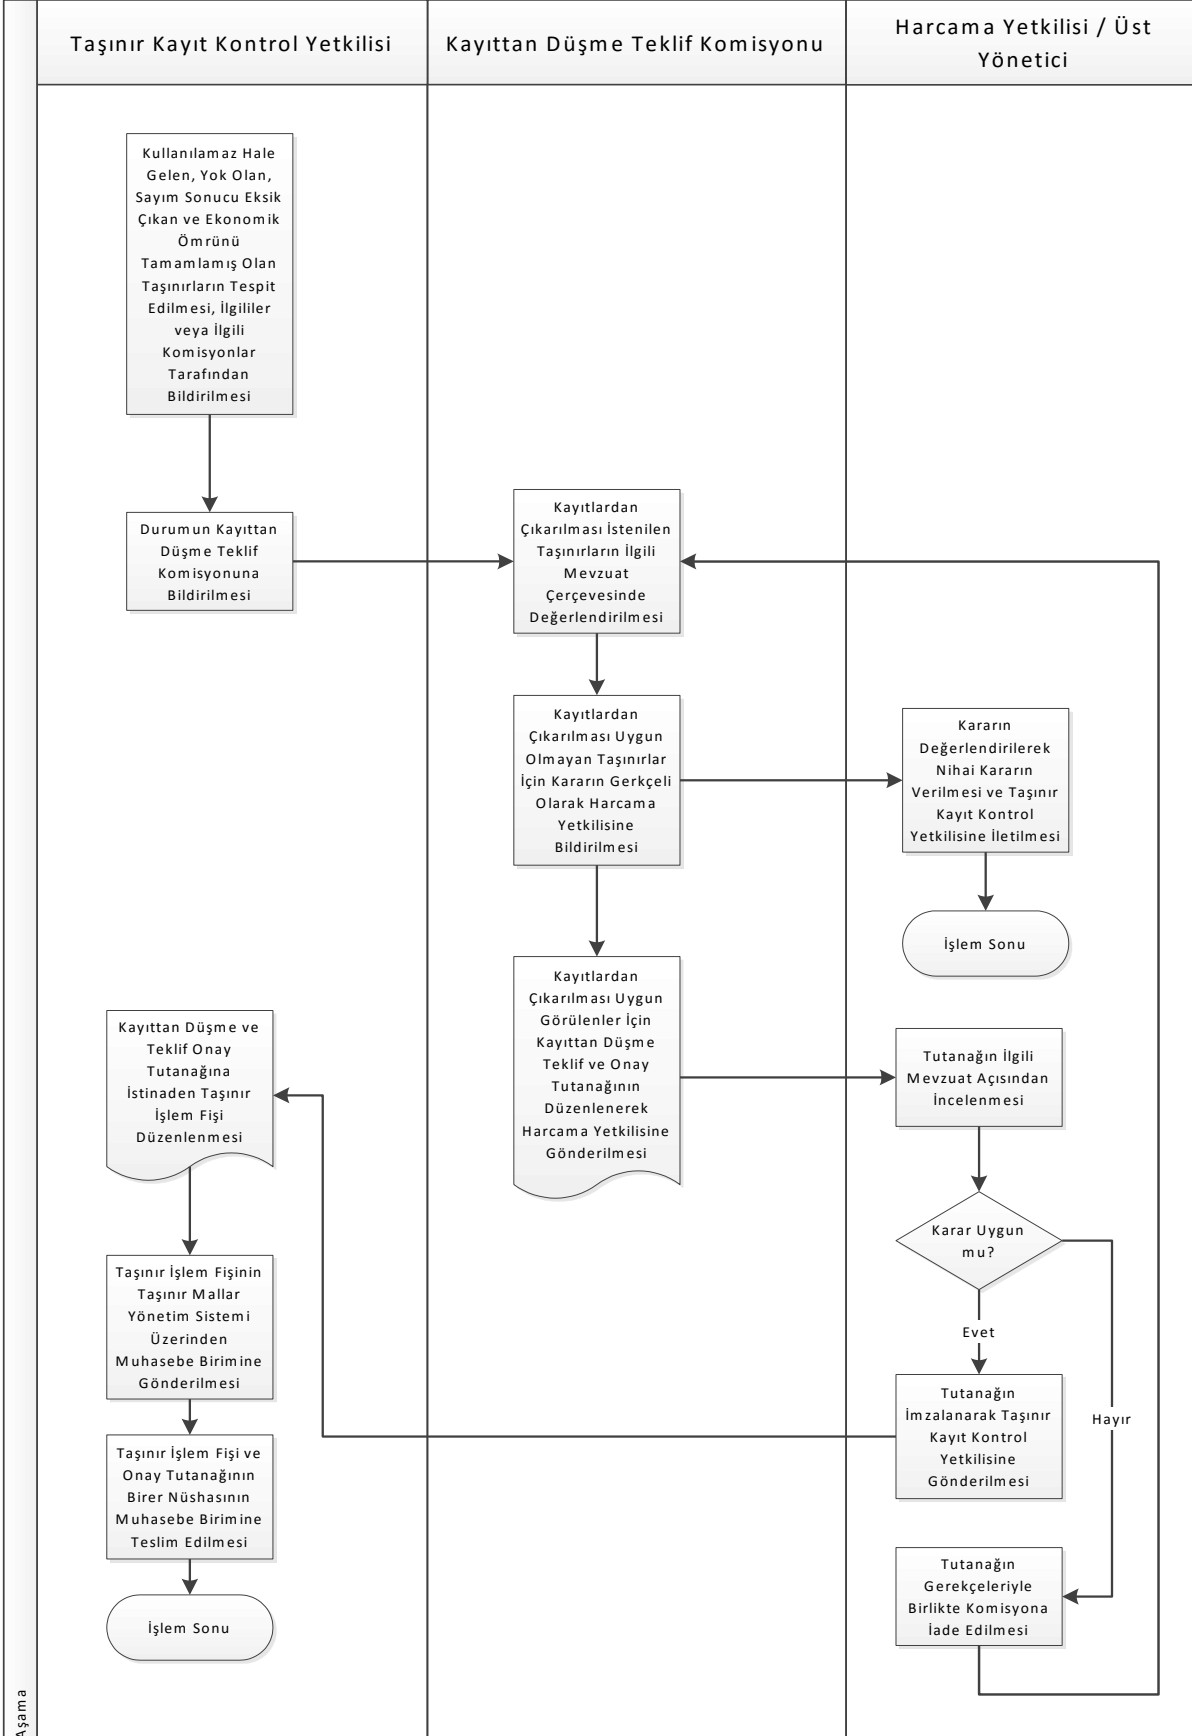 Taşınır Kayıt Kontrol Yetkilisi
Kayıttan Düşme Teklif Komisyonu
Harcama Yetkilisi / Üst
Yönetici
Kullanılamaz Hale
Gelen, Yok Olan,
Sayım Sonucu Eksik
Çıkan ve Ekonomik
Ömrünü
Tamamlamış Olan
Taşınırların Tespit
Edilmesi, İlgililer
veya İlgili
Komisyonlar
Tarafından
Bildirilmesi
Durumun Kayıttan
Düşme Teklif
Komisyonuna
Bildirilmesi
Kayıtlardan
Çıkarılması İstenilen
Taşınırların İlgili
Mevzuat
Çerçevesinde
Değerlendirilmesi
Kayıtlardan
Çıkarılması Uygun
Olmayan Taşınırlar
İçin Kararın Gerkçeli
Olarak Harcama
Yetkilisine
Bildirilmesi
Kararın
Değerlendirilerek
Nihai Kararın
Verilmesi ve Taşınır
Kayıt Kontrol
Yetkilisine İletilmesi
İşlem Sonu
Kayıtlardan
Çıkarılması Uygun
Görülenler İçin
Kayıttan Düşme
Teklif ve Onay
Tutanağının
Düzenlenerek
Harcama Yetkilisine
Gönderilmesi
Tutanağın İlgili
Mevzuat Açısından
İncelenmesi
Karar Uygun
mu?
Evet
Hayır
Tutanağın
İmzalanarak Taşınır
Kayıt Kontrol
Yetkilisine
Gönderilmesi
Tutanağın
Gerekçeleriyle
Birlikte Komisyona
İade Edilmesi
Kayıttan Düşme ve
Teklif Onay
Tutanağına
İstinaden Taşınır
İşlem Fişi
Düzenlenmesi
Taşınır İşlem Fişinin
Taşınır Mallar
Yönetim Sistemi
Üzerinden
Muhasebe Birimine
Gönderilmesi
Taşınır İşlem Fişi ve
Onay Tutanağının
Birer Nüshasının
Muhasebe Birimine
Teslim Edilmesi
İşlem Sonu
Aşama